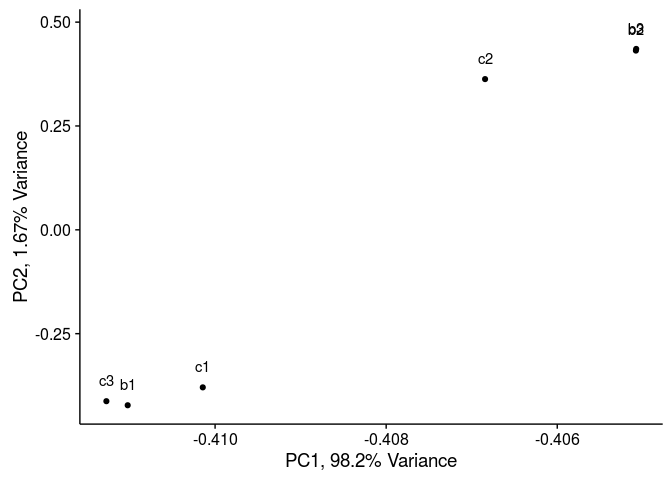 0.50
0.25
0.00
-0.25
PC2, 1.67% Variance
c2
c3
b1
c1
-0.410
-0.408
-0.406
PC1, 98.2% Variance